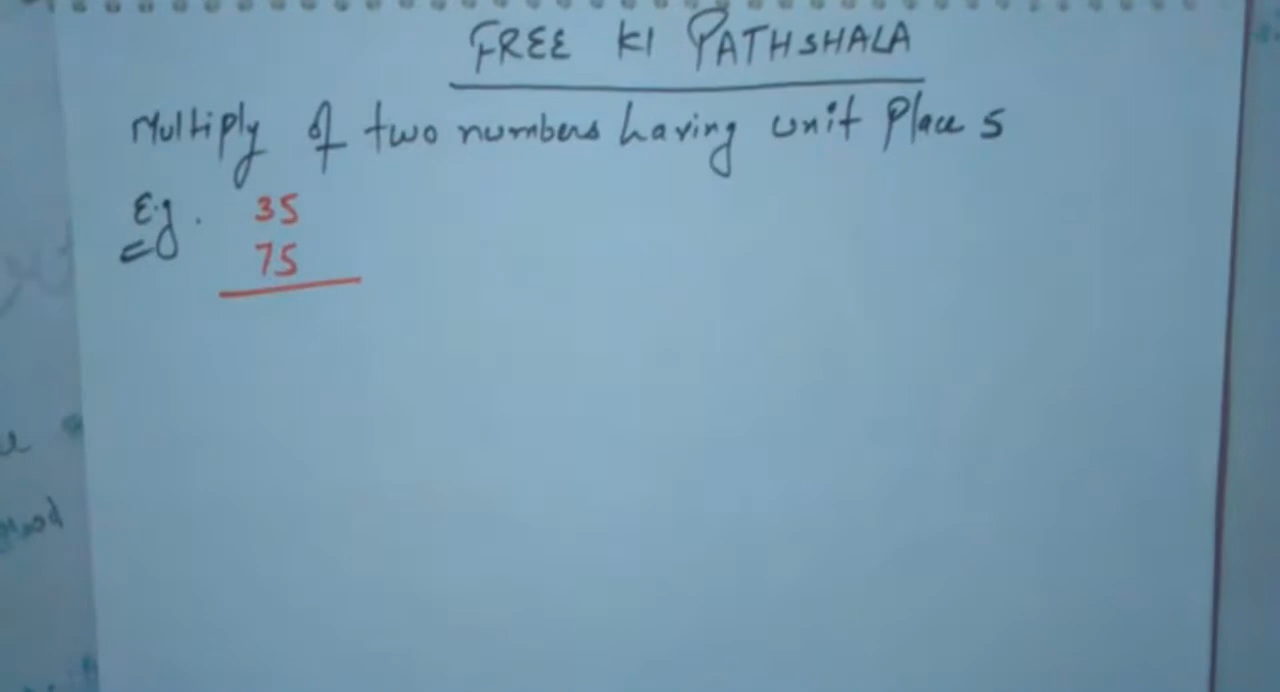 FREE KI PATHSHALA
Multiply of two numbers having unit Place 5
E.g. 35
75